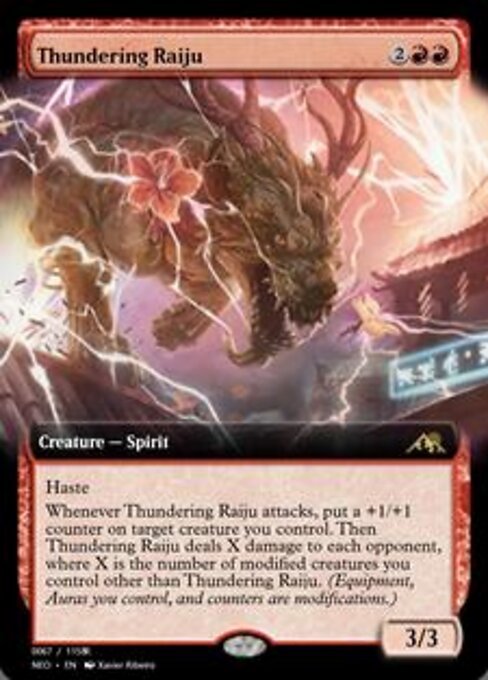 Thundering Raiju 2
Creature — Spirit
Haste
Whenever Thundering Raiju attacks, put a +1/+1
counter on target creature you control. Then
Thundering Raiju deals X damage to each opponent,
where X is the number of modified creatures you
control other than Thundering Raiju. (Equipment,
Auras you control, and counters are modifications.)
3/3
NEO • EN Xavier Ribeiro